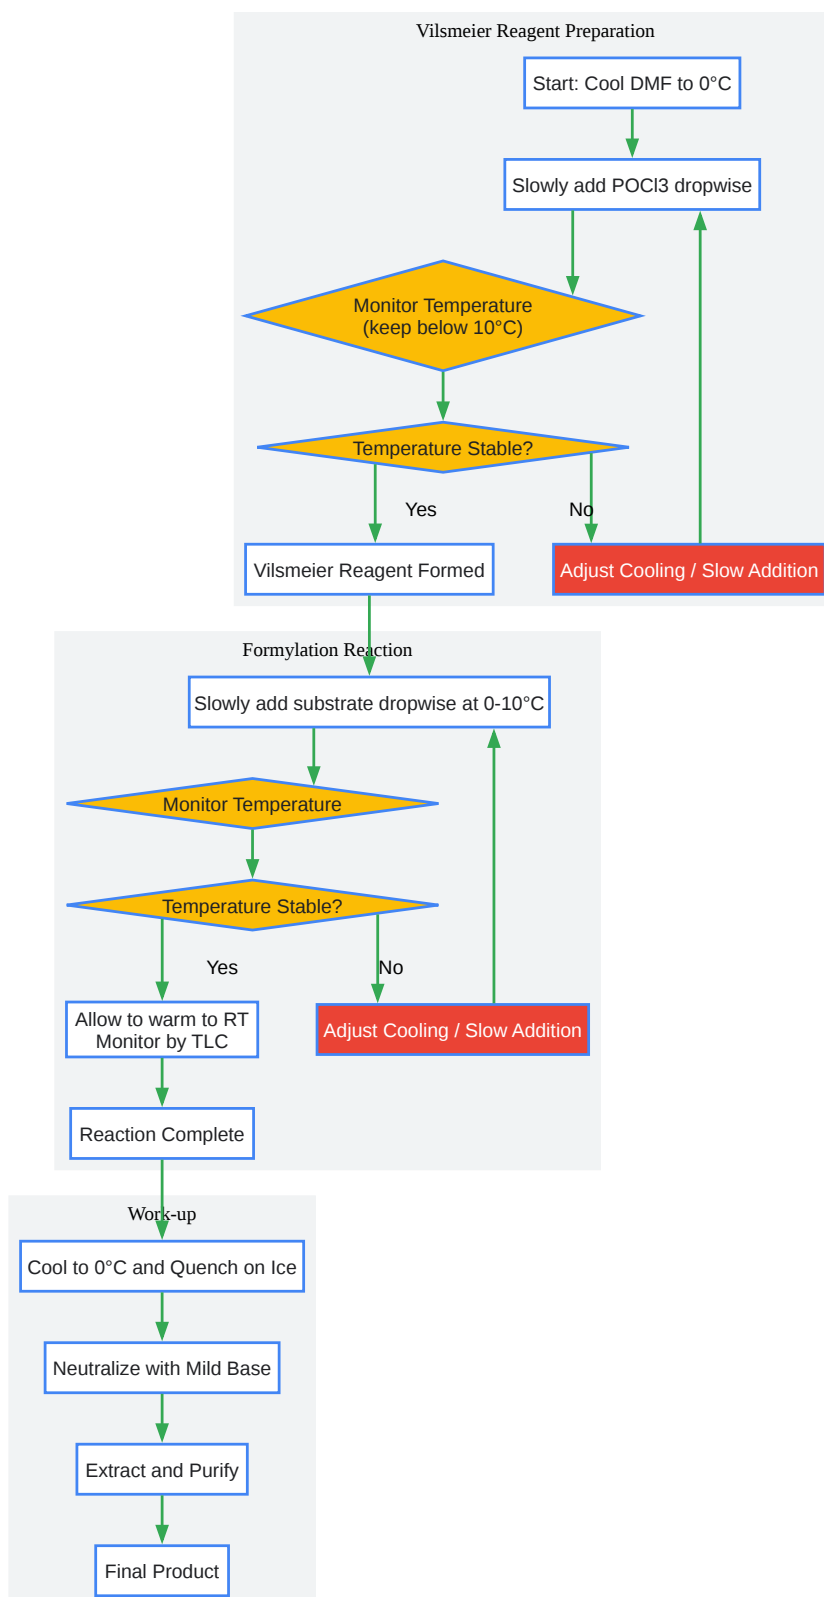 Vilsmeier Reagent Preparation
Start: Cool DMF to 0°C
Slowly add POCl3 dropwise
Monitor Temperature
(keep below 10°C)
Temperature Stable?
Yes
No
Vilsmeier Reagent Formed
Adjust Cooling / Slow Addition
Formylation Reaction
Slowly add substrate dropwise at 0-10°C
Monitor Temperature
Temperature Stable?
Yes
No
Allow to warm to RT
Monitor by TLC
Adjust Cooling / Slow Addition
Reaction Complete
Work-up
Cool to 0°C and Quench on Ice
Neutralize with Mild Base
Extract and Purify
Final Product